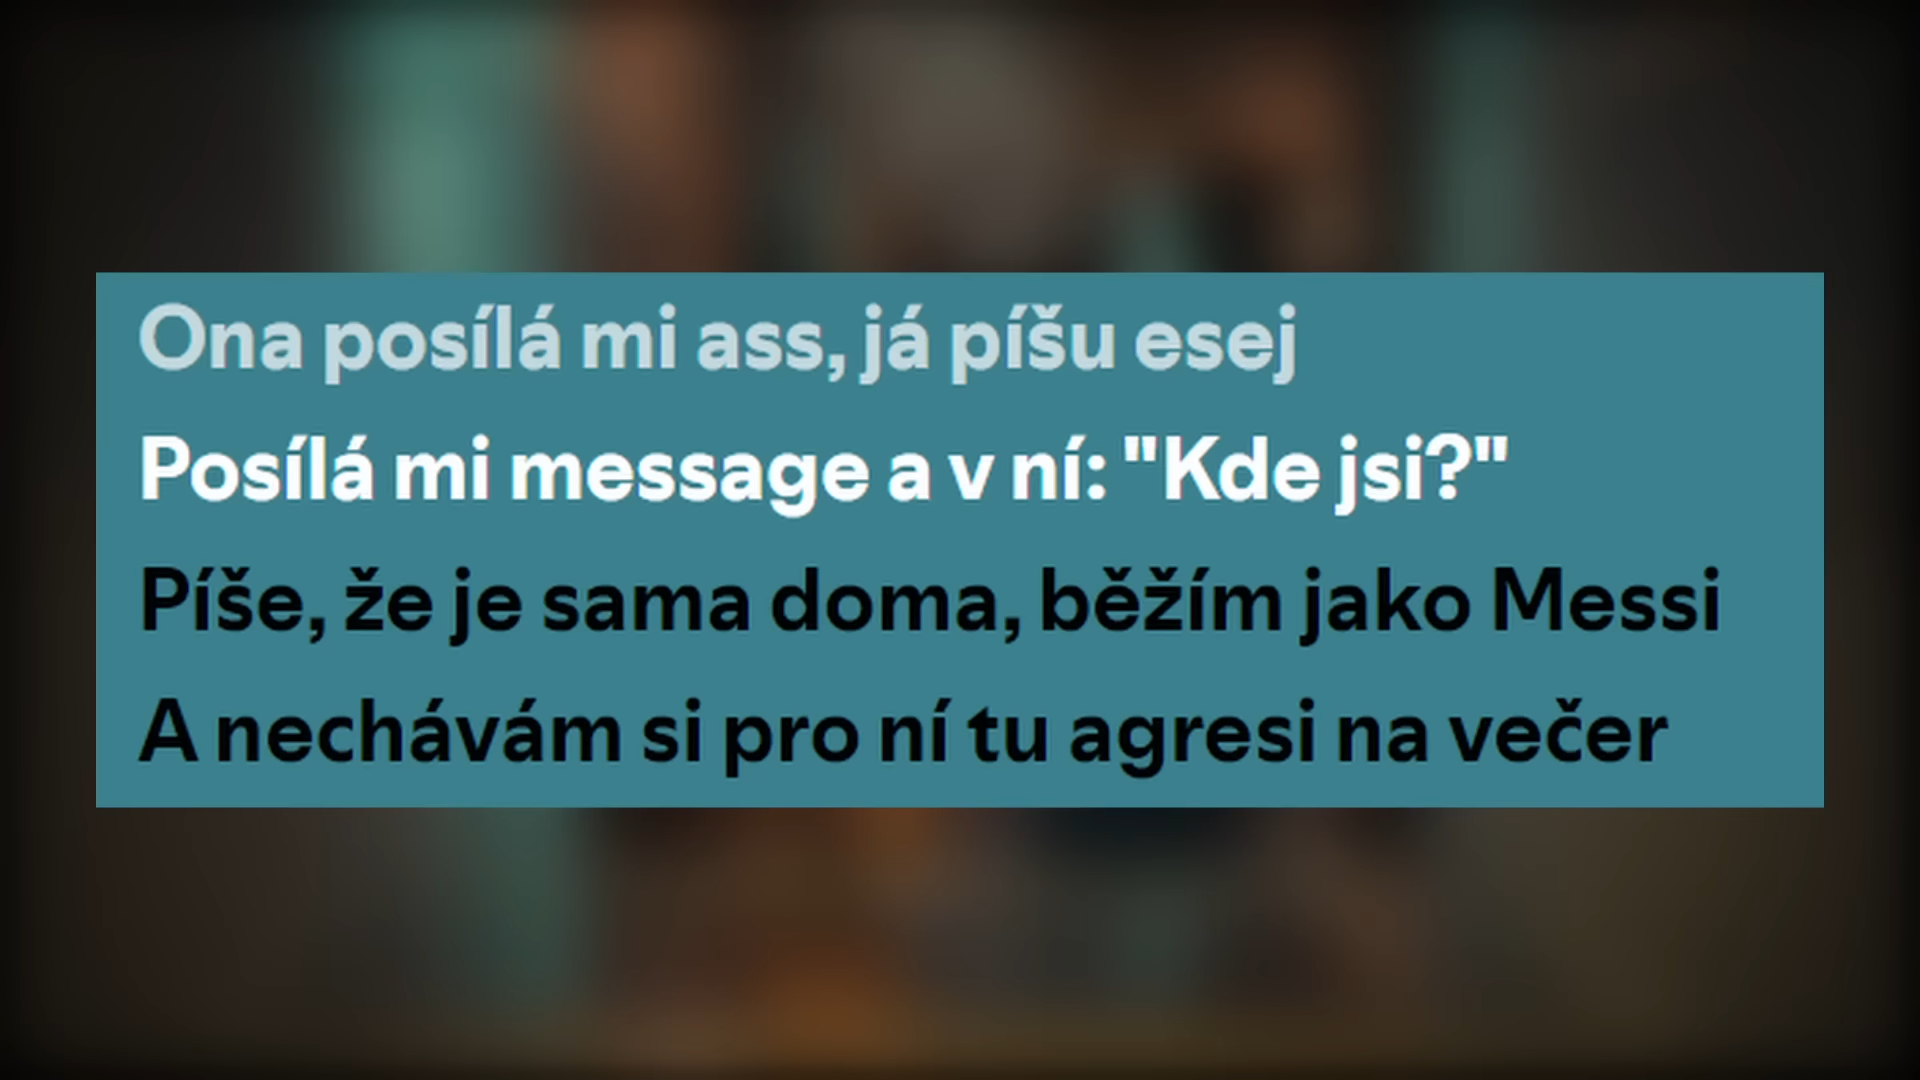 Ona posílá mi ass, já píšu esej
Posílá mi message a v ní: "Kde jsi?"
Píše, že je sama doma, běžím jako Messi
A nechávám si pro ní tu agresi na večer